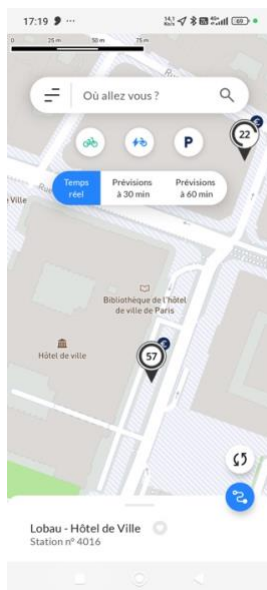 17:19
0
25 m
50 m
75 m
Où allez vous ?
P
22
Temps
réel
Prévisions
à 30 min
Prévisions
à 60 min
Ville
Bibliothèque de l'hôtel
de ville de Paris
Hôtel de ville
57
Lobau - Hôtel de Ville
Station n° 4016